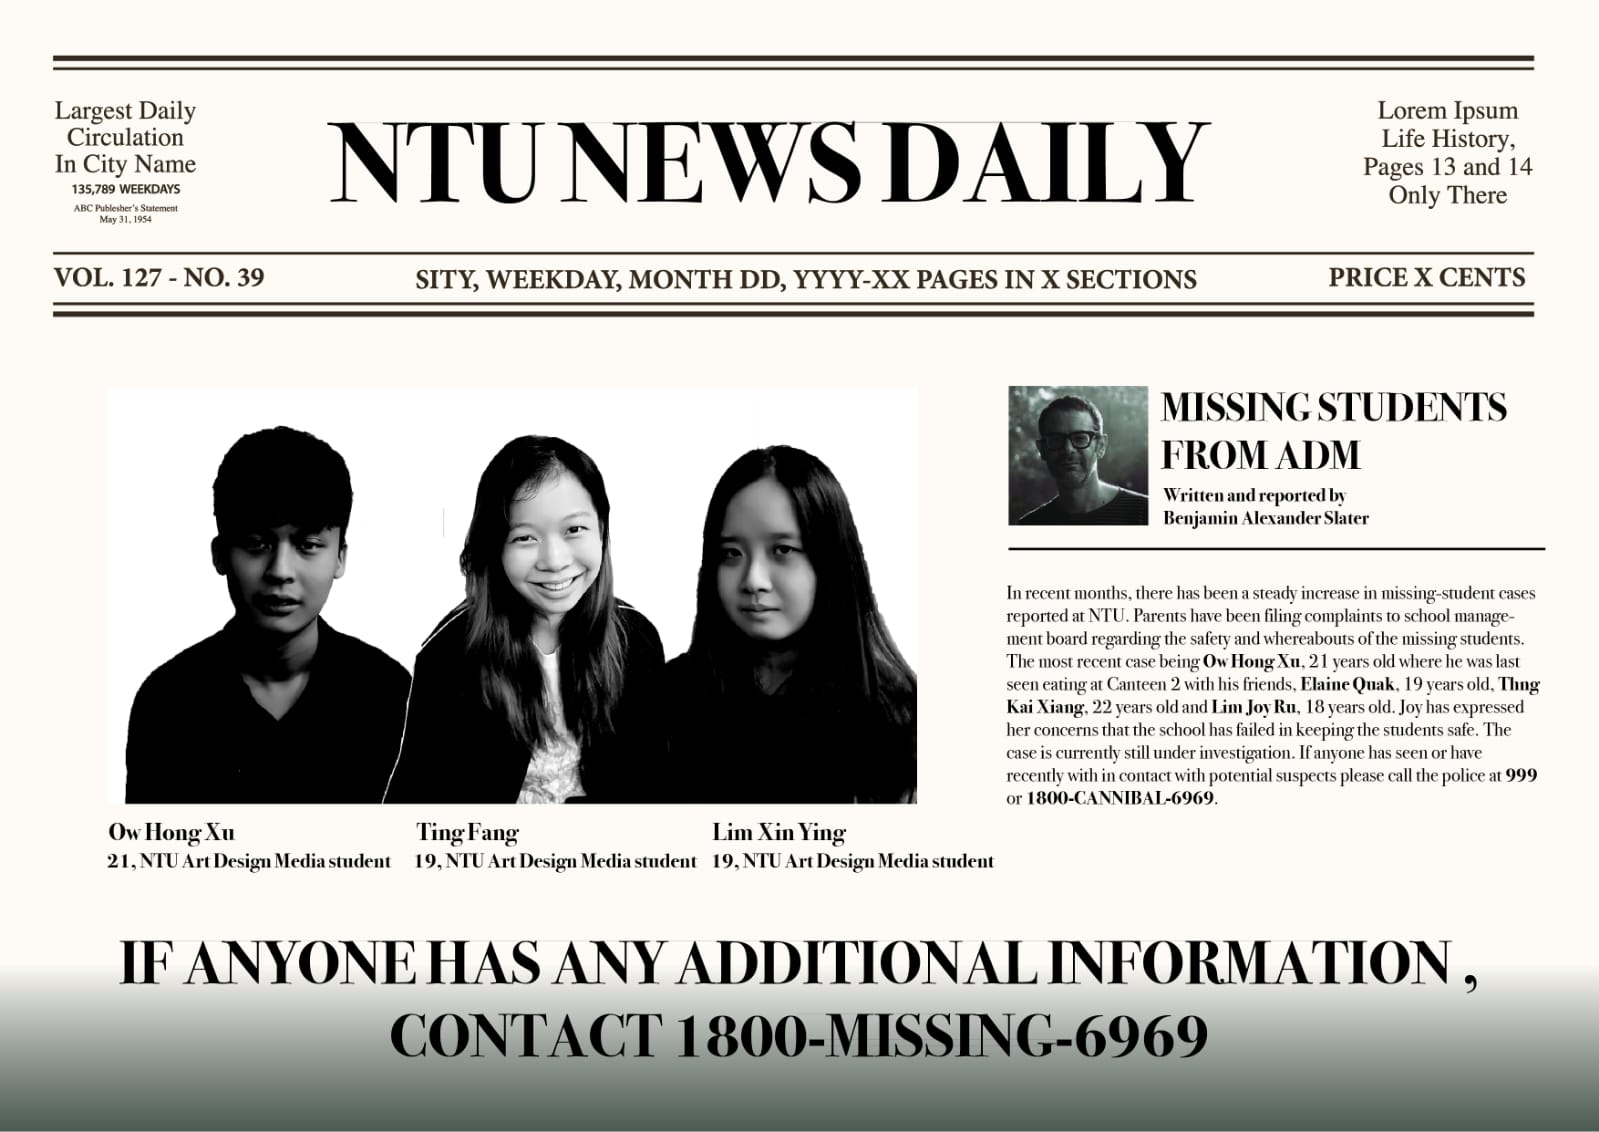 Largest Daily
Circulation
In City Name
135,789 WEEKDAYS
ABC Publesher's Statement
May 31, 1954
NTU NEWS DAILY
Lorem Ipsum
Life History,
Pages 13 and 14
Only There
VOL. 127 - NO. 39
SITY, WEEKDAY, MONTH DD, YYYY-XX PAGES IN X SECTIONS
PRICE X CENTS
Ow Hong Xu
21, NTU Art Design Media student
Ting Fang
19, NTU Art Design Media student
Lim Xin Ying
19, NTU Art Design Media student
MISSING STUDENTS
FROM ADM
Written and reported by
Benjamin Alexander Slater
In recent months, there has been a steady increase in missing-student cases
reported at NTU. Parents have been filing complaints to school manage-
ment board regarding the safety and whereabouts of the missing students.
The most recent case being Ow Hong Xu, 21 years old where he was last
seen eating at Canteen 2 with his friends, Elaine Quak, 19 years old, Thng
Kai Xiang, 22 years old and Lim Joy Ru, 18 years old. Joy has expressed
her concerns that the school has failed in keeping the students safe. The
case is currently still under investigation. If anyone has seen or have
recently with in contact with potential suspects please call the police at 999
or 1800-CANNIBAL-6969.
IF ANYONE HAS ANY ADDITIONAL INFORMATION ,
CONTACT 1800-MISSING-6969